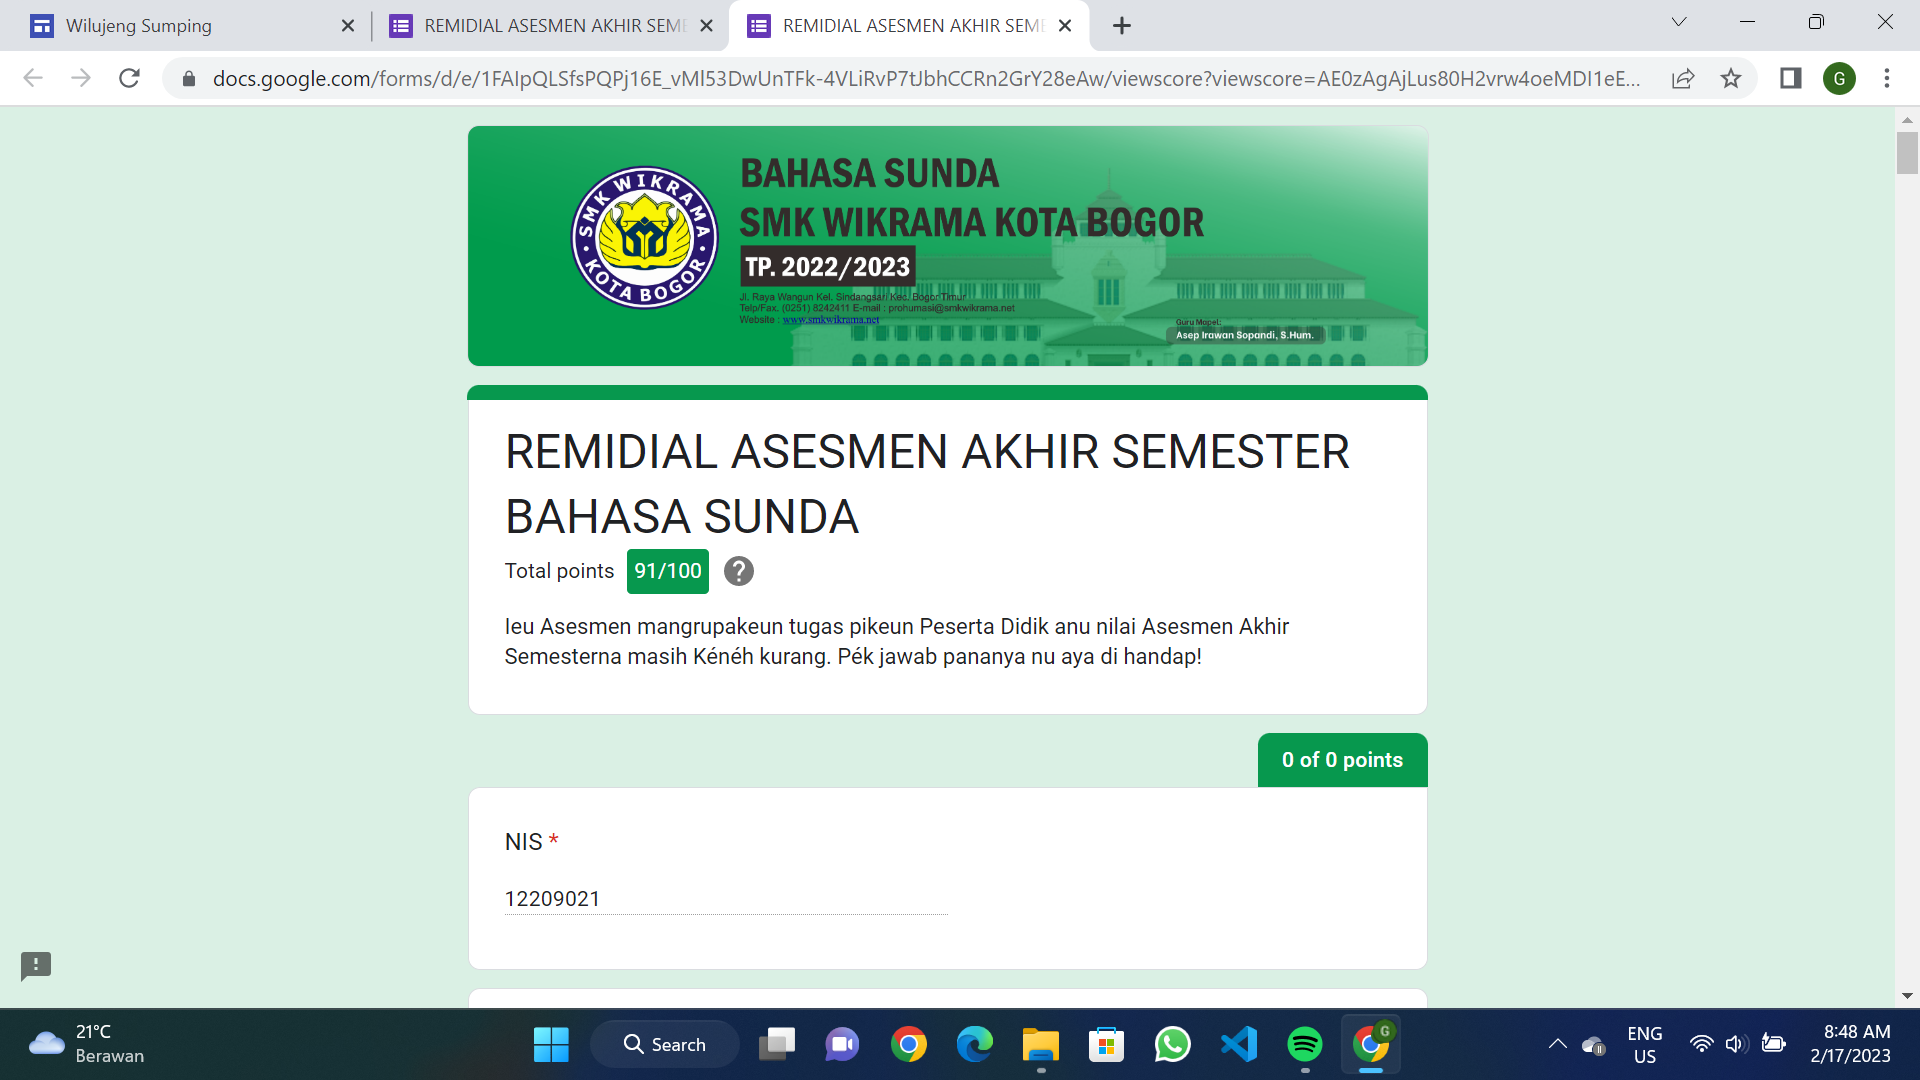 Wilujeng Sumping
REMIDIAL ASESMEN AKHIR SEME
REMIDIAL ASESMEN AKHIR SEME
docs.google.com/forms/d/e/1FAIpQLSfsPQPj16E_vMl53DwUnTFk-4VLiRvP7tJbhCCRn2GrY28eAw/viewscore?viewscore=AE0zAgAjLus80H2vrw4oeMDI1eE...
G
SMK WIKRAMA
KOTA BOGOR
BAHASA SUNDA
SMK WIKRAMA KOTA BOGOR
TP. 2022/2023
Jl. Raya Wangun Kel. Sindangsari Kec. Bogor Timur
Telp/Fax. (0251) 8242411 E-mail : prohumasi@smkwikrama.net
Website : www.smkwikrama.net
Guru Mapel:
Asep Irawan Sopandi, S.Hum.
REMIDIAL ASESMEN AKHIR SEMESTER
BAHASA SUNDA
Total points 91/100
Ieu Asesmen mangrupakeun tugas pikeun Peserta Didik anu nilai Asesmen Akhir
Semesterna masih Kénéh kurang. Pék jawab pananya nu aya di handap!
0 of 0 points
NIS *
12209021
21°C
Berawan
Search
G
ENG
US
8:48 AM
2/17/2023